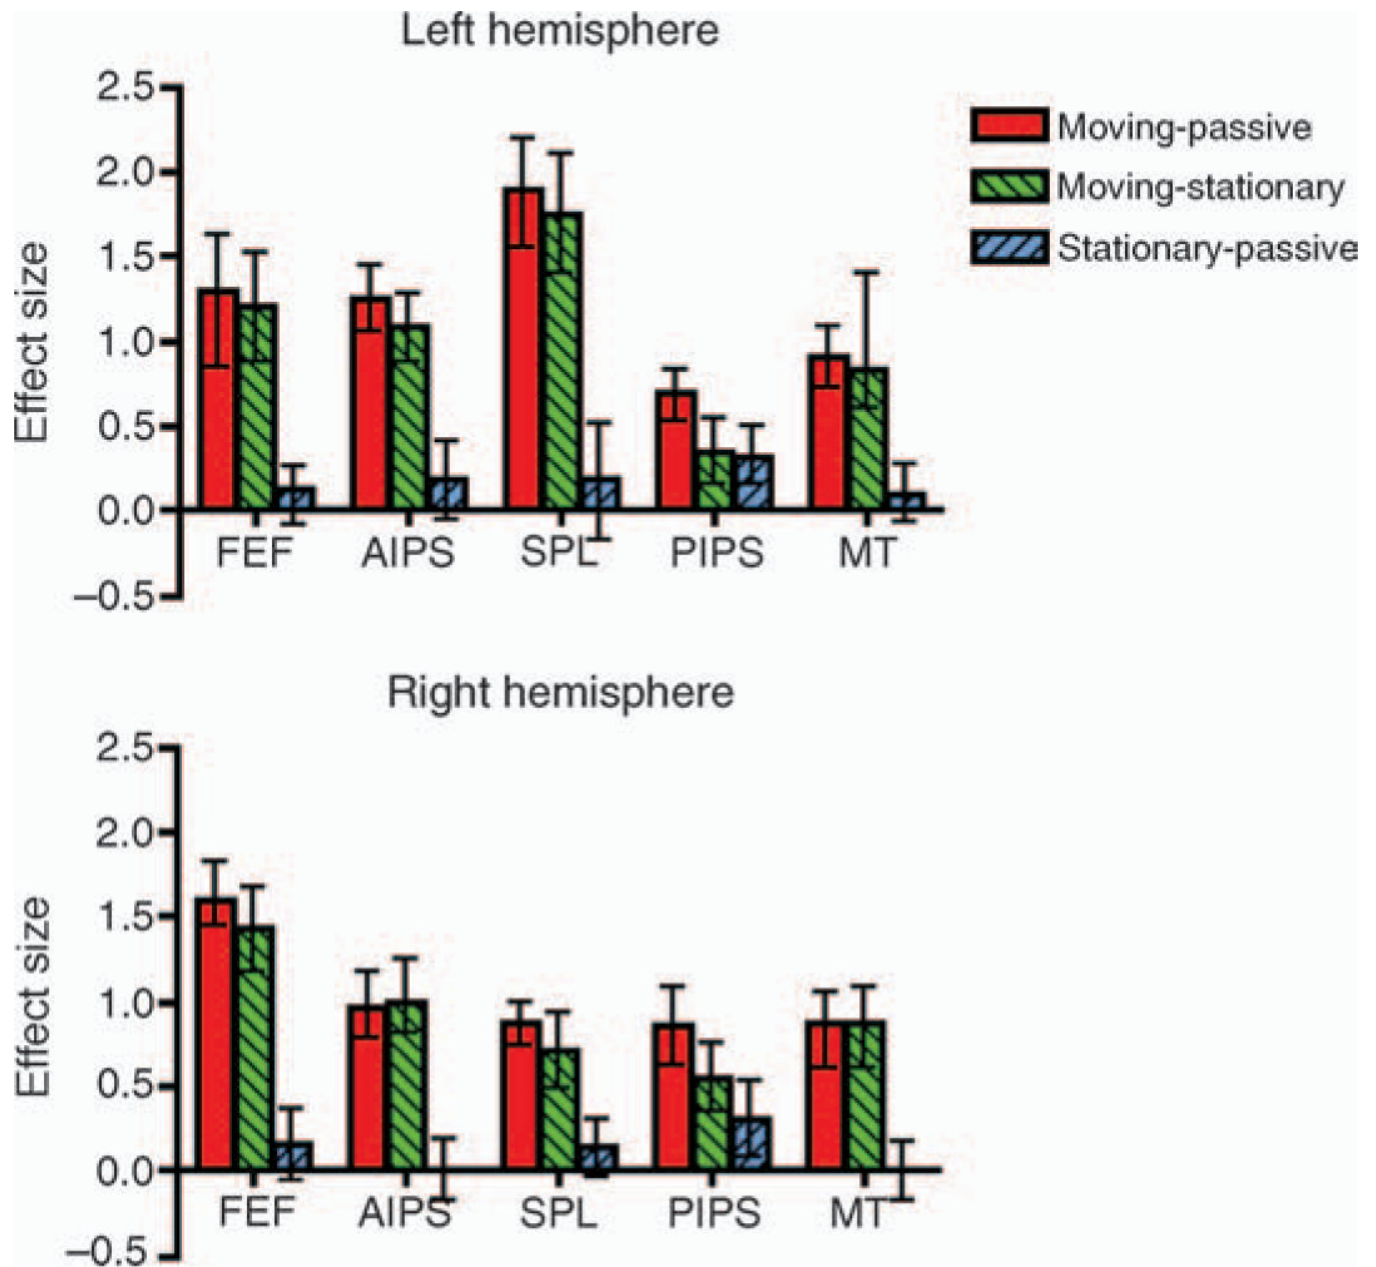 Left hemisphere
2.5
2.0
1.5
1.0
0.5
0.0
–0.5
Effect size
FEF AIPS SPL PIPS MT
Moving-passive
Moving-stationary
Stationary-passive
Right hemisphere
2.5
2.0
1.5
1.0
0.5
0.0
–0.5
Effect size
FEF AIPS SPL PIPS MT